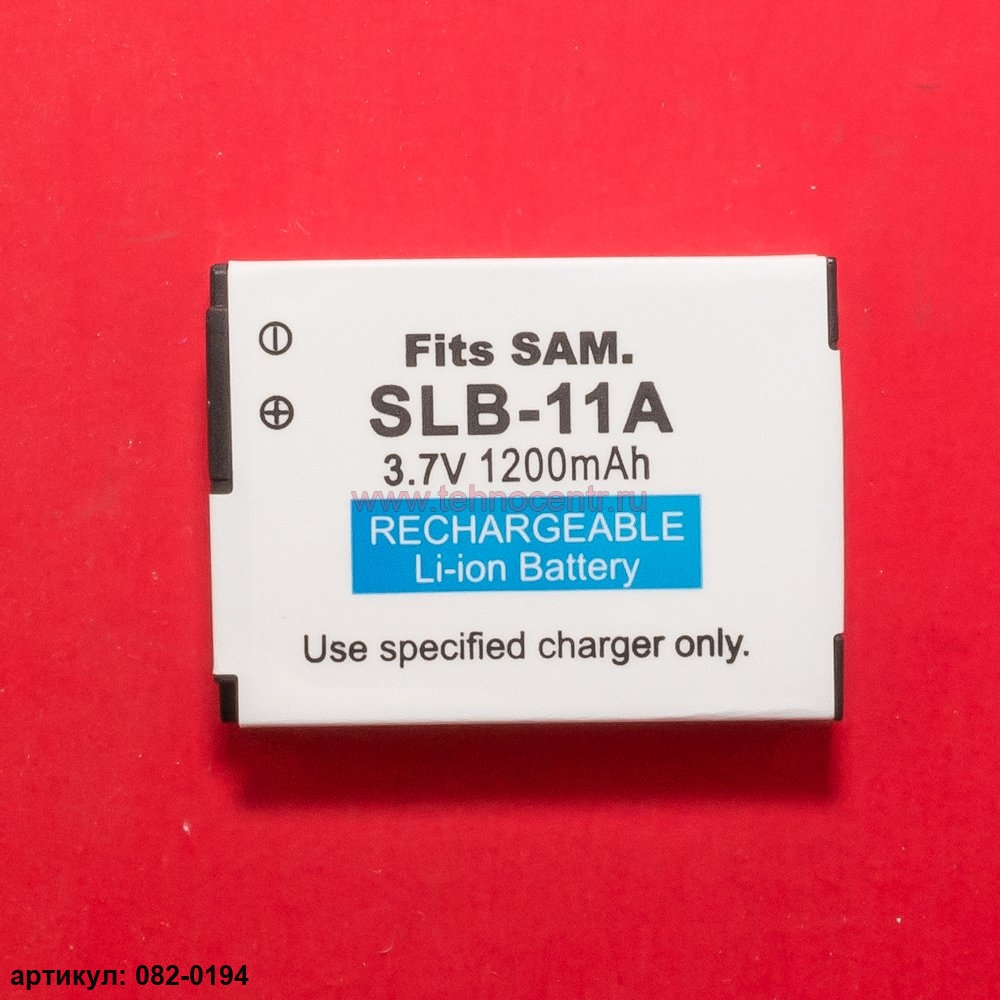 Fits SAM.
SLB-11A
3.7V 1200mAh
www.tehnocentr.ru
RECHARGEABLE
Li-ion Battery
Use specified charger only.
артикул: 082-0194